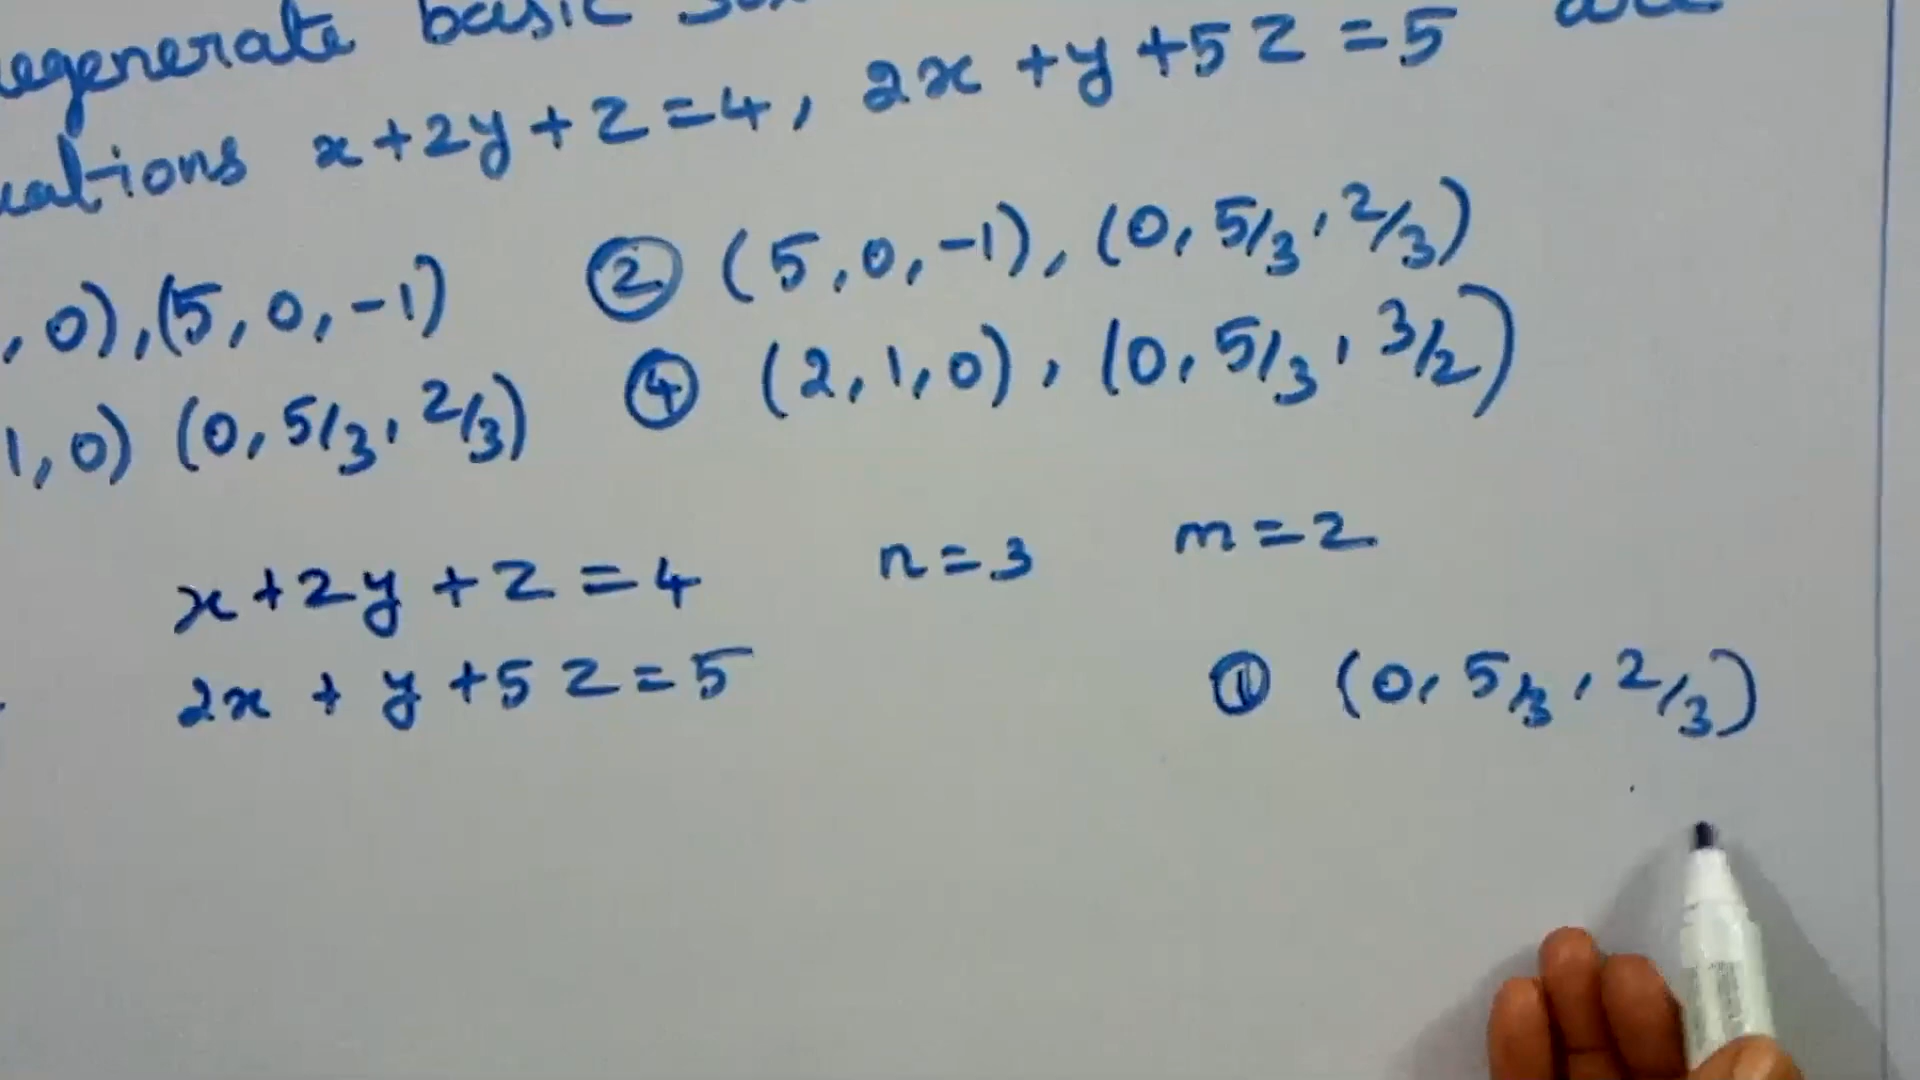 egenerate basic
uations x+2y+z=4, 2x+y+5z=5 are
, 0), (5, 0, -1) ② (5, 0, -1), (0, 5/3, 2/3)
1, 0) (0, 5/3, 2/3) ④ (2, 1, 0), (0, 5/3, 3/2)
x+2y+z=4 n=3 m=2
2x+y+5z=5 ① (0, 5/3, 2/3)